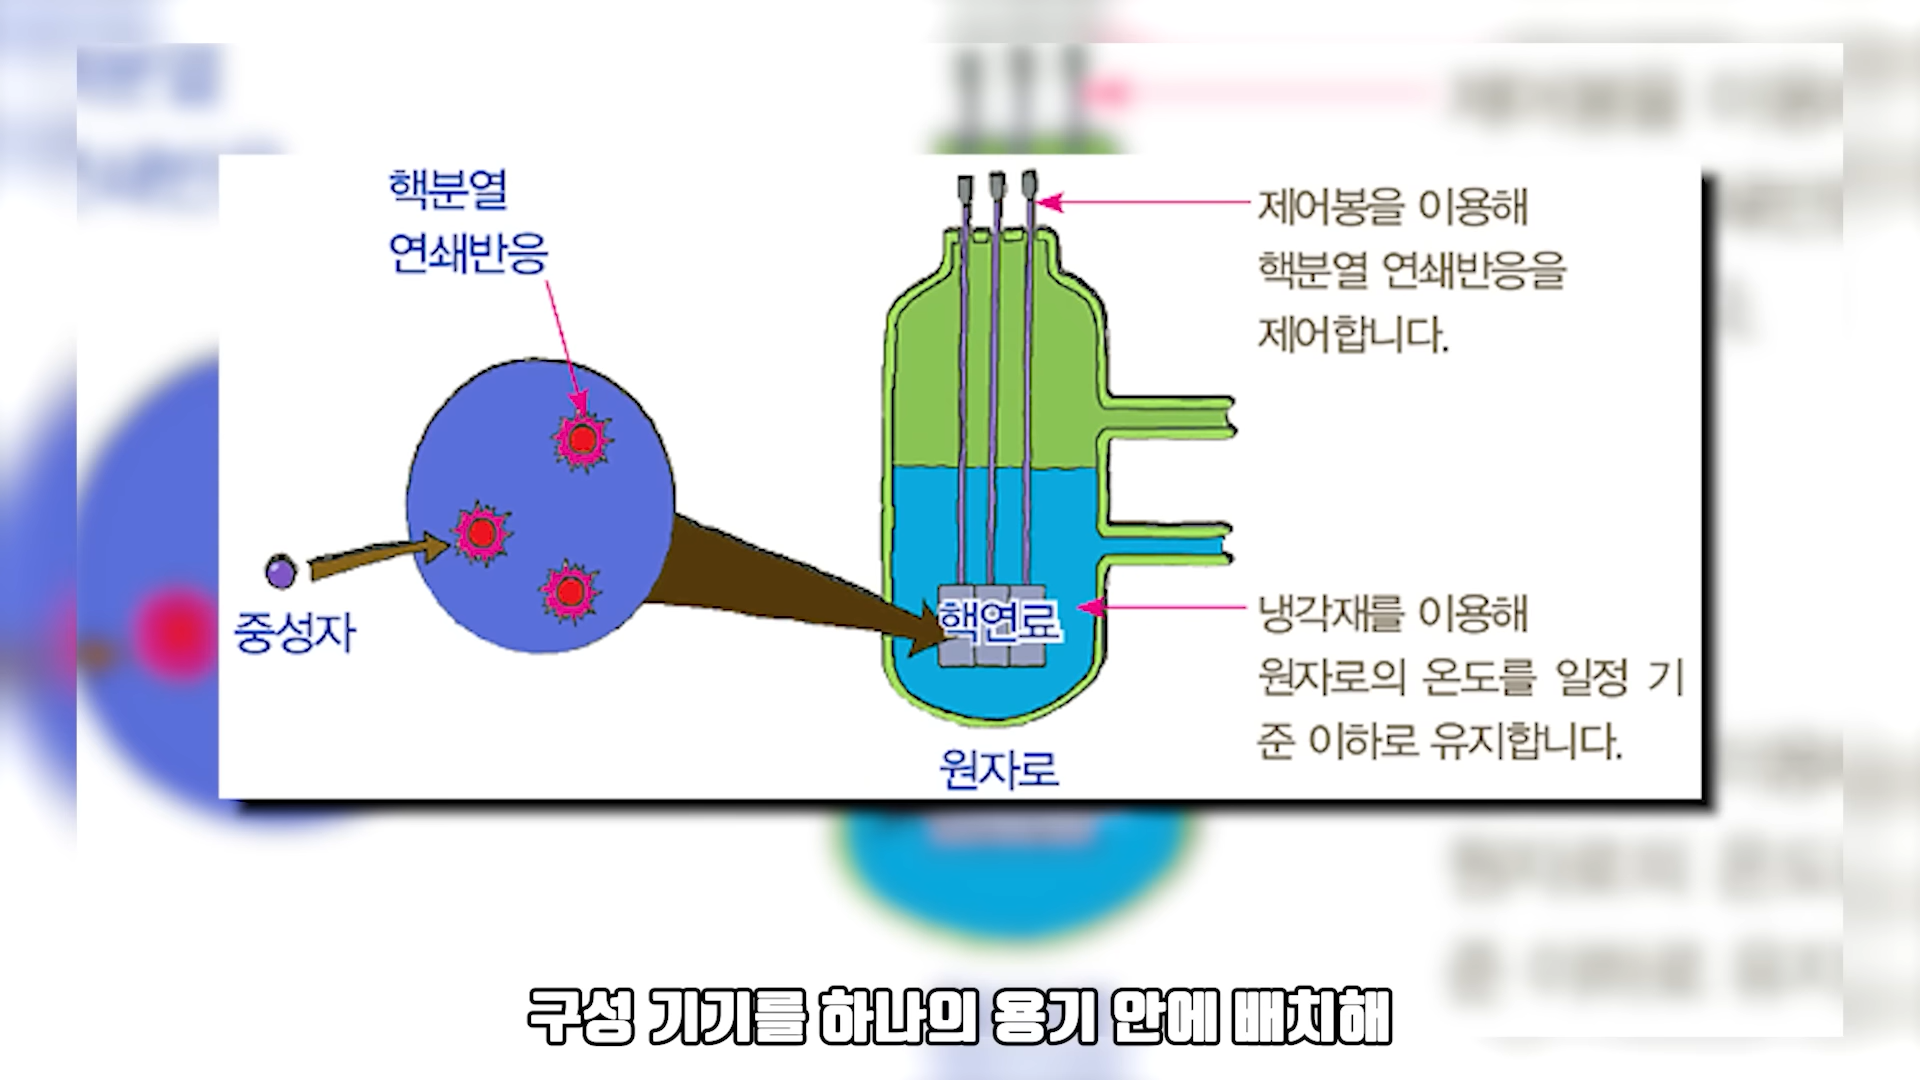 핵분열
연쇄반응
중성자
핵연료
원자로
제어봉을 이용해
핵분열 연쇄반응을
제어합니다.
냉각재를 이용해
원자로의 온도를 일정 기
준 이하로 유지합니다.
구성 기기를 하나의 용기 안에 배치해